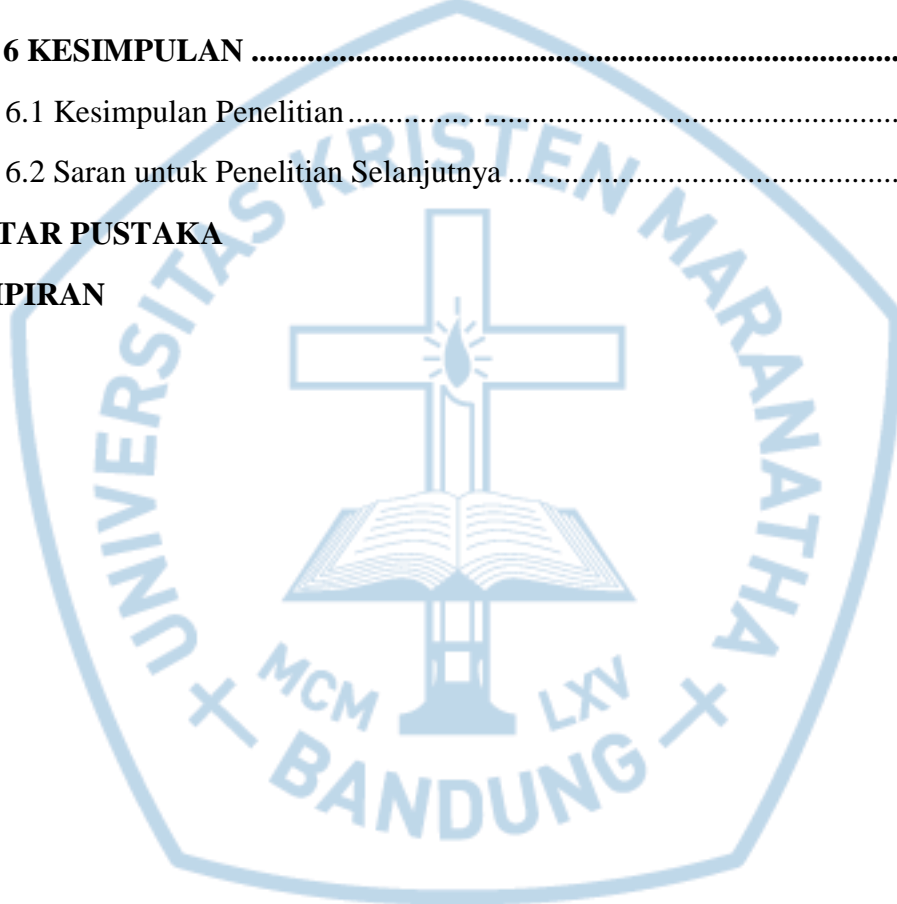 6 KESIMPULAN ..................................................................................
6.1 Kesimpulan Penelitian .....................................................................
6.2 Saran untuk Penelitian Selanjutnya .................................................
TAR PUSTAKA
IPIRAN
UNIVERSITAS KRISTEN MARANATHA
MCM LXV
BANDUNG